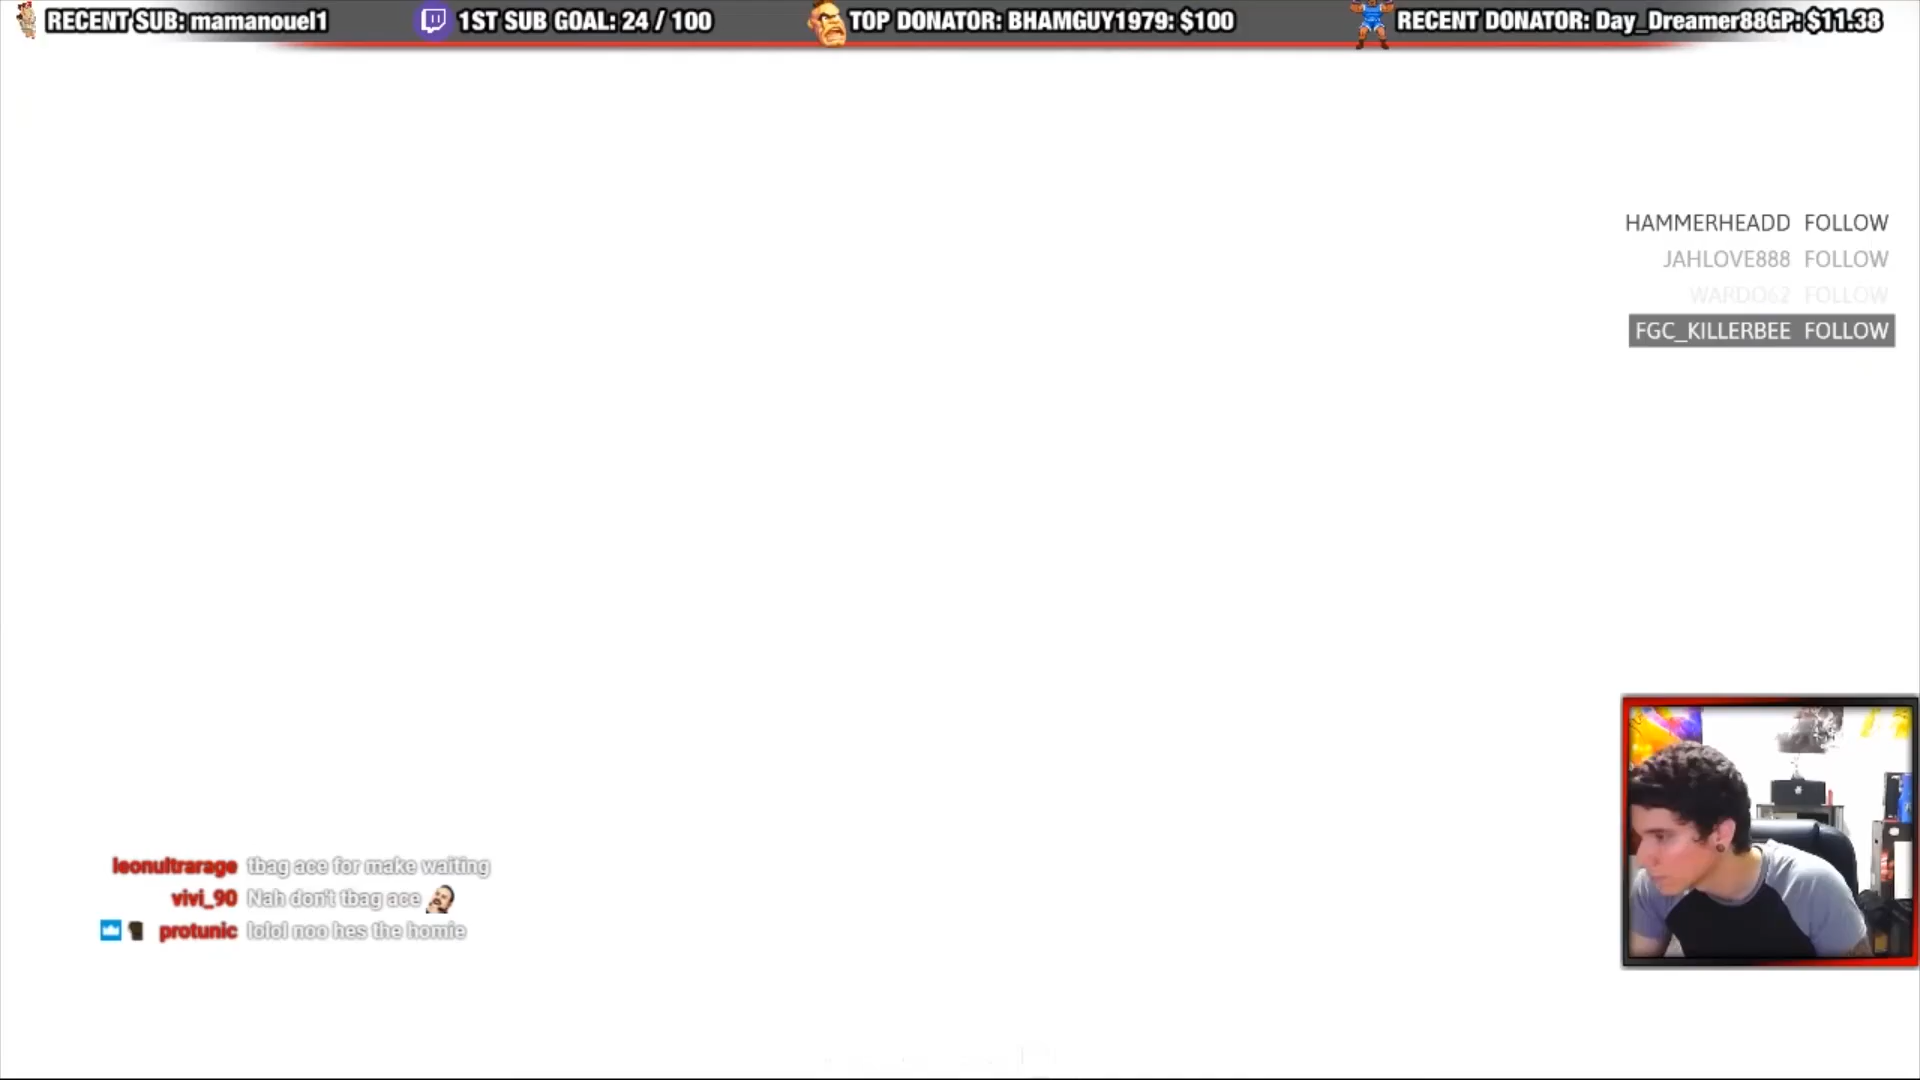 RECENT SUB: mamanouel1
1ST SUB GOAL: 24 / 100
TOP DONATOR: BHAMGUY1979: $100
RECENT DONATOR: Day_Dreamer88GP: $11.38
HAMMERHEADD FOLLOW
JAHLOVE888 FOLLOW
WARDO62 FOLLOW
FGC_KILLERBEE FOLLOW
leonultrarage tbag ace for make waiting
vivi_90 Nah don't tbag ace
protunic lolol noo hes the homie